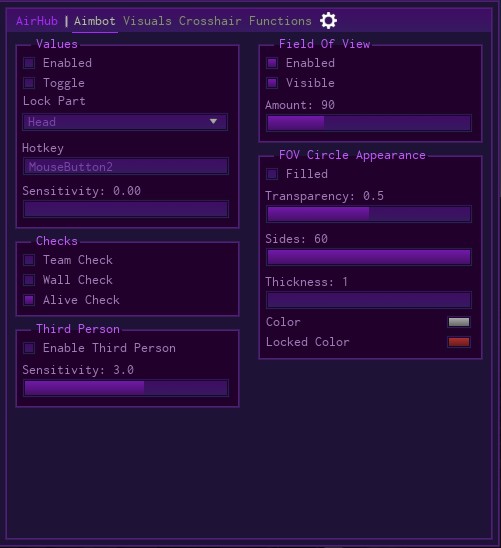 AirHub | Aimbot Visuals Crosshair Functions
Values
Enabled
Toggle
Lock Part
Head
Hotkey
MouseButton2
Sensitivity: 0.00
Checks
Team Check
Wall Check
Alive Check
Third Person
Enable Third Person
Sensitivity: 3.0
Field Of View
Enabled
Visible
Amount: 90
FOV Circle Appearance
Filled
Transparency: 0.5
Sides: 60
Thickness: 1
Color
Locked Color